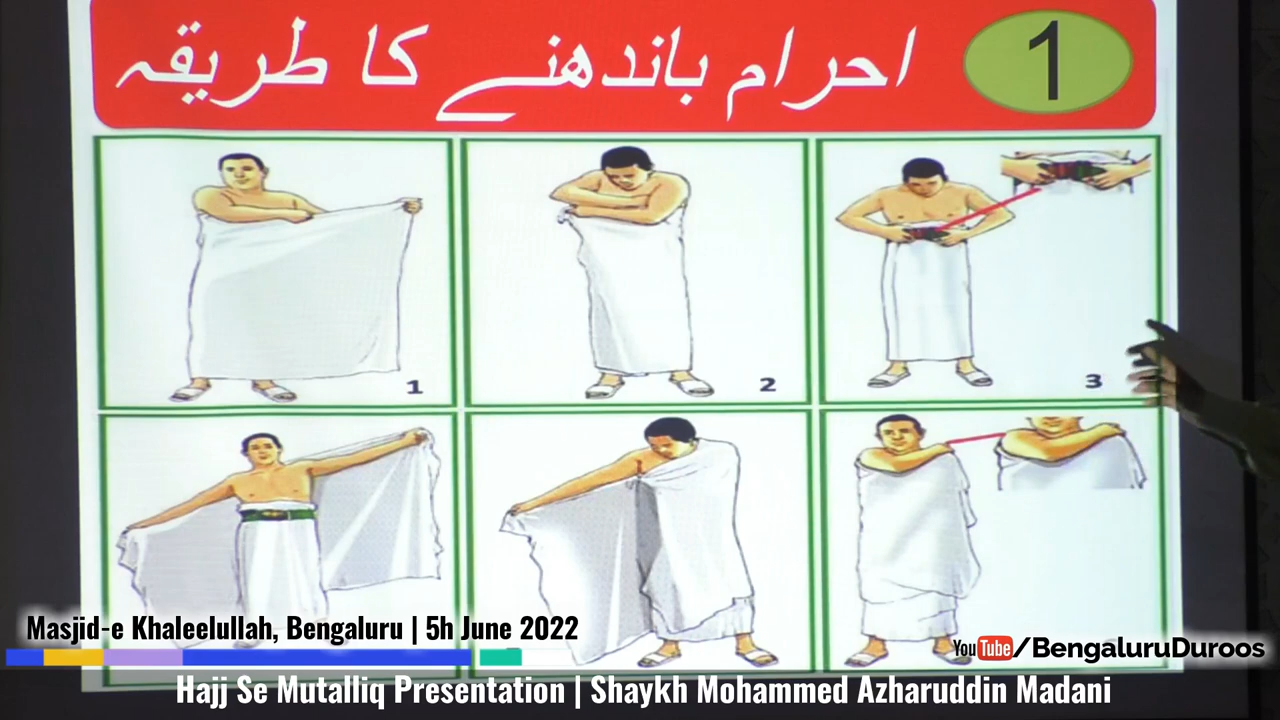 احرام باندھنے کا طریقہ
1
1
2
3
Masjid-e Khaleelullah, Bengaluru | 5h June 2022
YouTube/BengaluruDuroos
Hajj Se Mutalliq Presentation | Shaykh Mohammed Azharuddin Madani